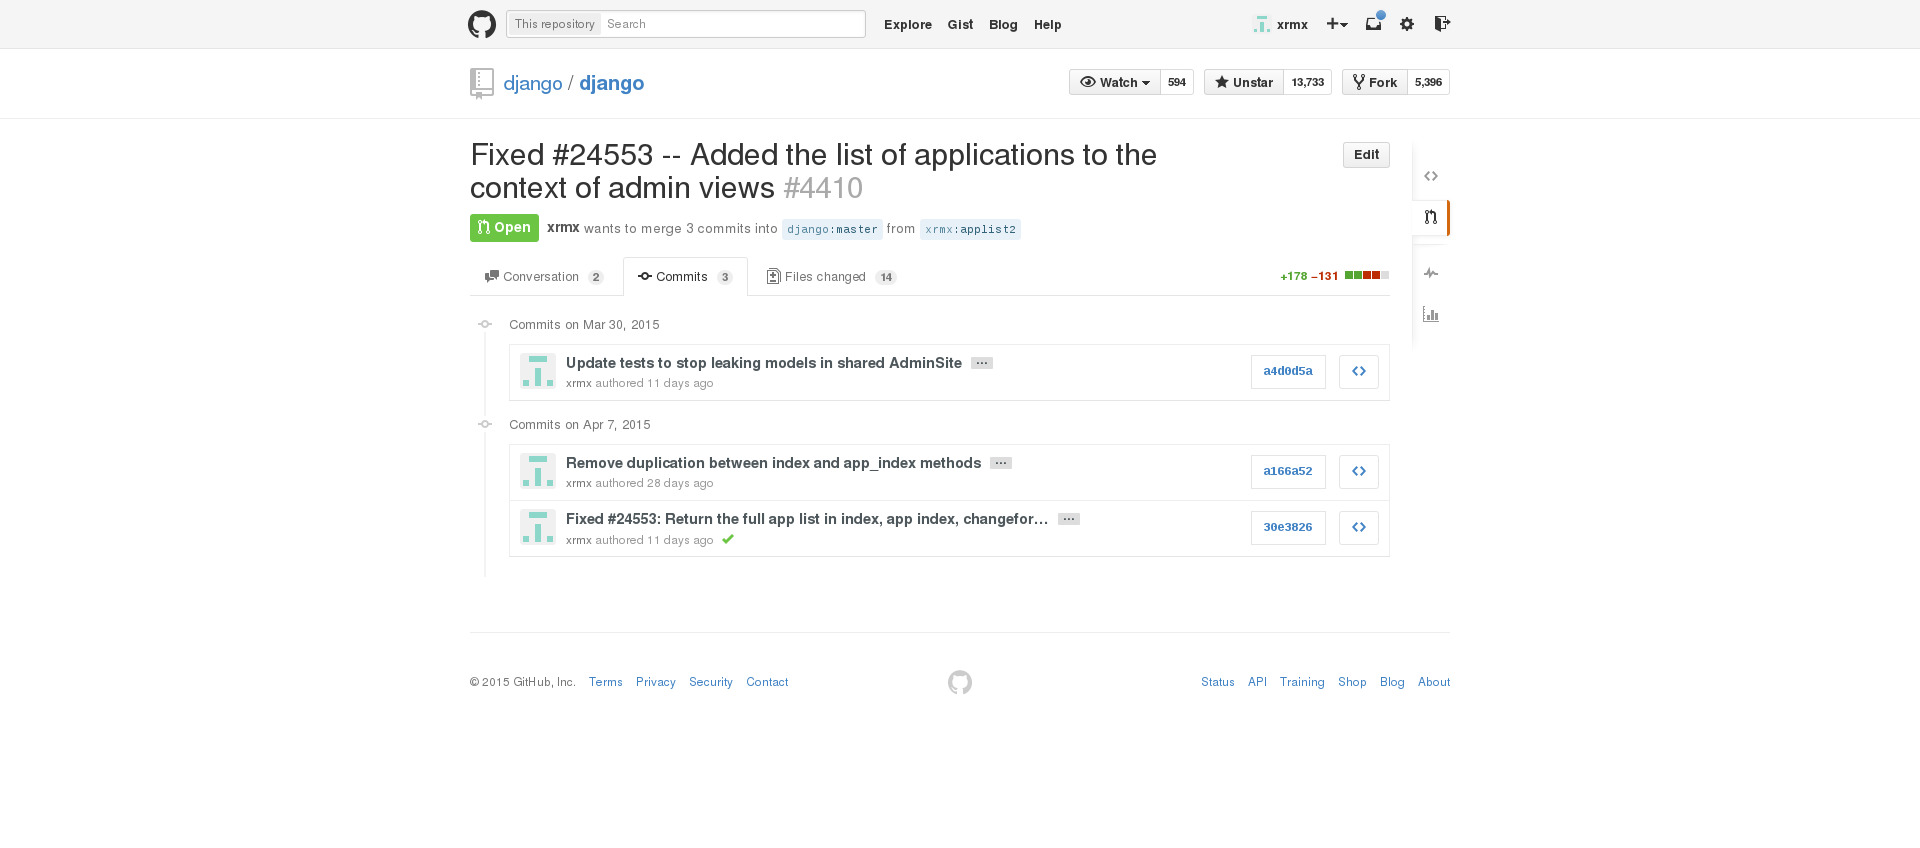 This repository Search Explore Gist Blog Help xrmx
django / django Watch 594 Unstar 13,733 Fork 5,396
Fixed #24553 -- Added the list of applications to the
context of admin views #4410
Edit
Open xrmx wants to merge 3 commits into django:master from xrmx:applist2
Conversation 2 Commits 3 Files changed 14 +178 −131
Commits on Mar 30, 2015
Update tests to stop leaking models in shared AdminSite …
xrmx authored 11 days ago
a4d0d5a
Commits on Apr 7, 2015
Remove duplication between index and app_index methods …
xrmx authored 28 days ago
a166a52
Fixed #24553: Return the full app list in index, app index, changefor… …
xrmx authored 11 days ago
30e3826
© 2015 GitHub, Inc. Terms Privacy Security Contact Status API Training Shop Blog About